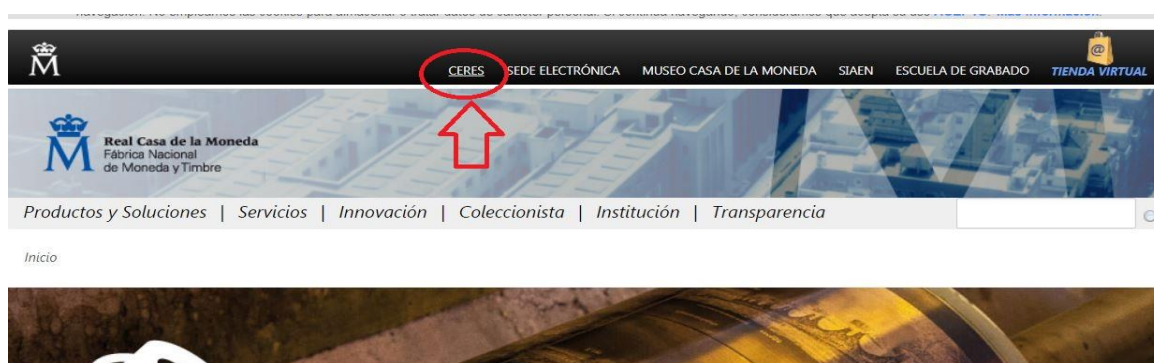 CERES SEDE ELECTRÓNICA MUSEO CASA DE LA MONEDA SIAEN ESCUELA DE GRABADO TIENDA VIRTUAL
Real Casa de la Moneda
Fábrica Nacional
de Moneda y Timbre
Productos y Soluciones | Servicios | Innovación | Coleccionista | Institución | Transparencia
Inicio